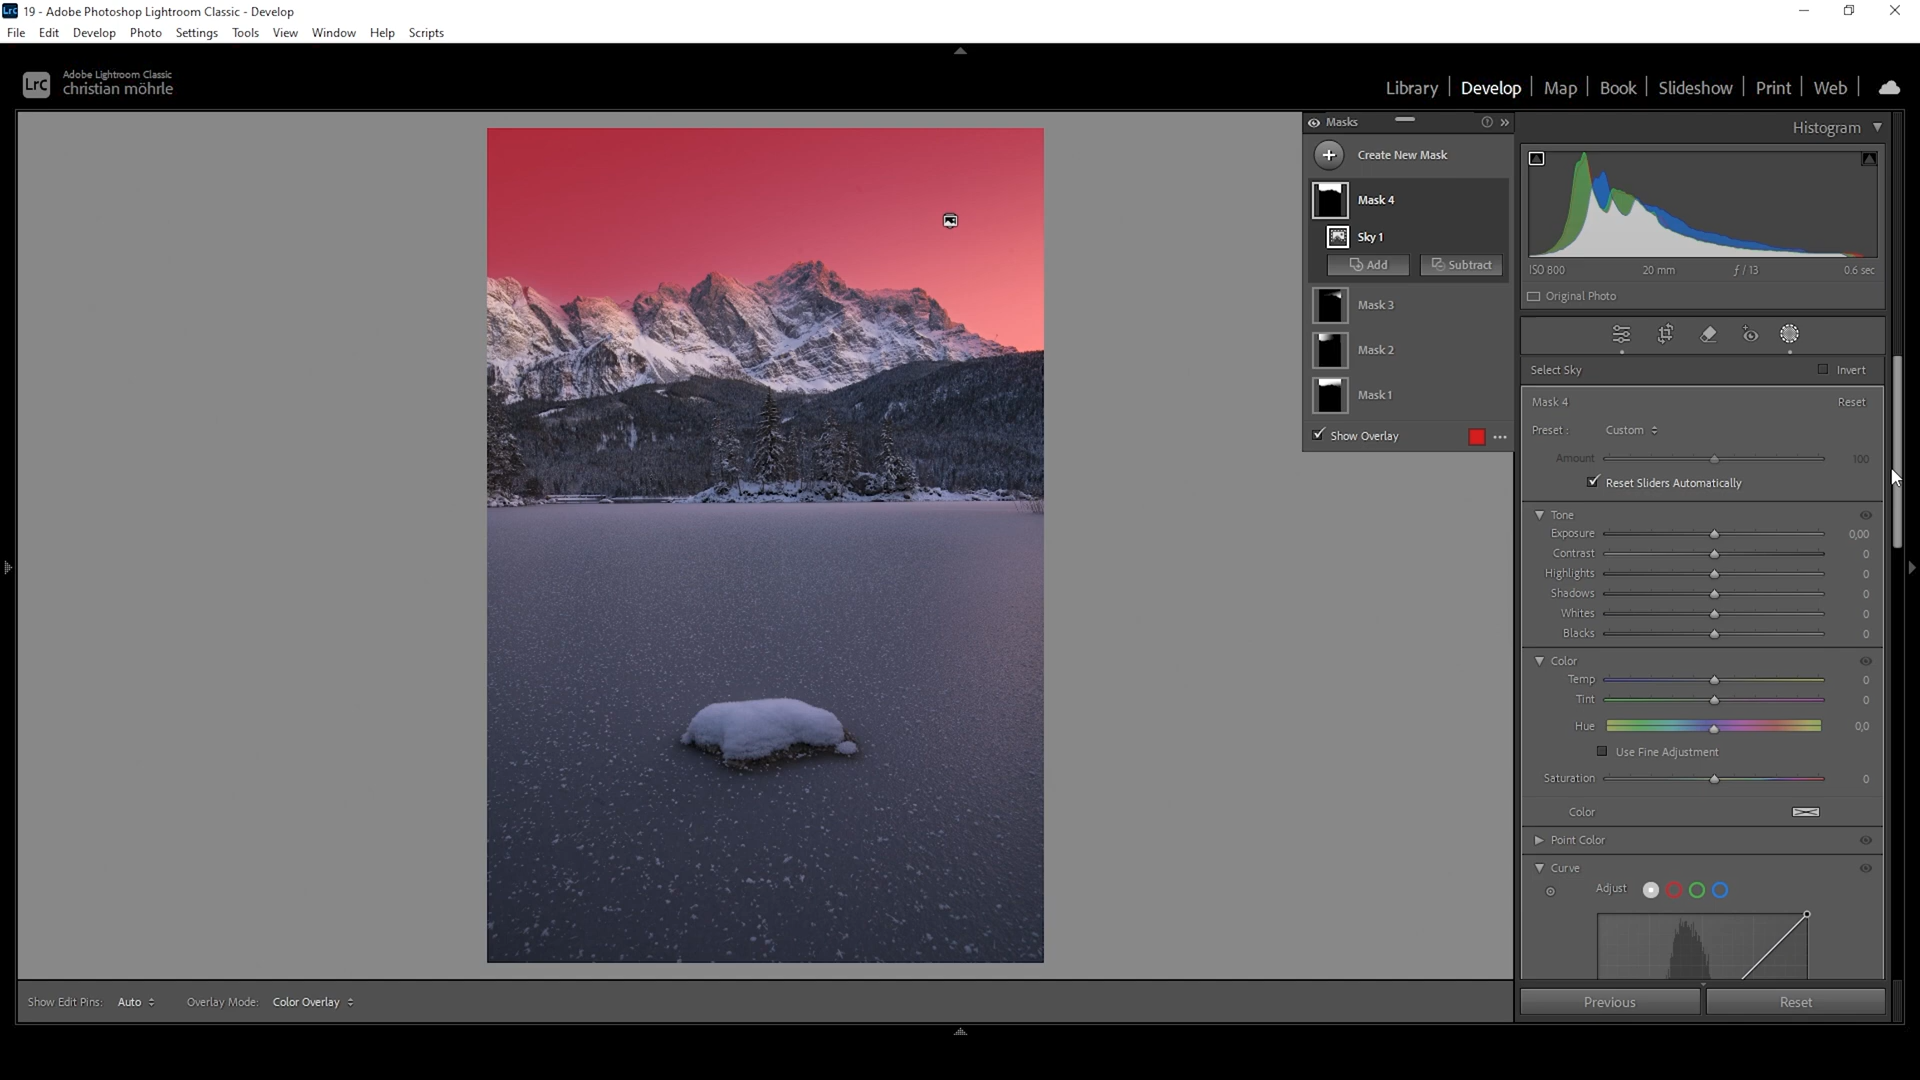 19 - Adobe Photoshop Lightroom Classic - Develop
File Edit Develop Photo Settings Tools View Window Help Scripts
LrC
Adobe Lightroom Classic
christian möhrle
Library Develop Map Book Slideshow Print Web
Masks
Create New Mask
Mask 4
Sky 1
Add Subtract
Mask 3
Mask 2
Mask 1
Show Overlay
Histogram
ISO 800 20 mm ƒ / 13 0.6 sec
Original Photo
Select Sky Invert
Mask 4 Reset
Preset : Custom
Amount 100
Reset Sliders Automatically
Tone
Exposure 0,00
Contrast 0
Highlights 0
Shadows 0
Whites 0
Blacks 0
Color
Temp 0
Tint 0
Hue 0,0
Use Fine Adjustment
Saturation 0
Color
Point Color
Curve
Adjust
Show Edit Pins: Auto Overlay Mode: Color Overlay
Previous Reset